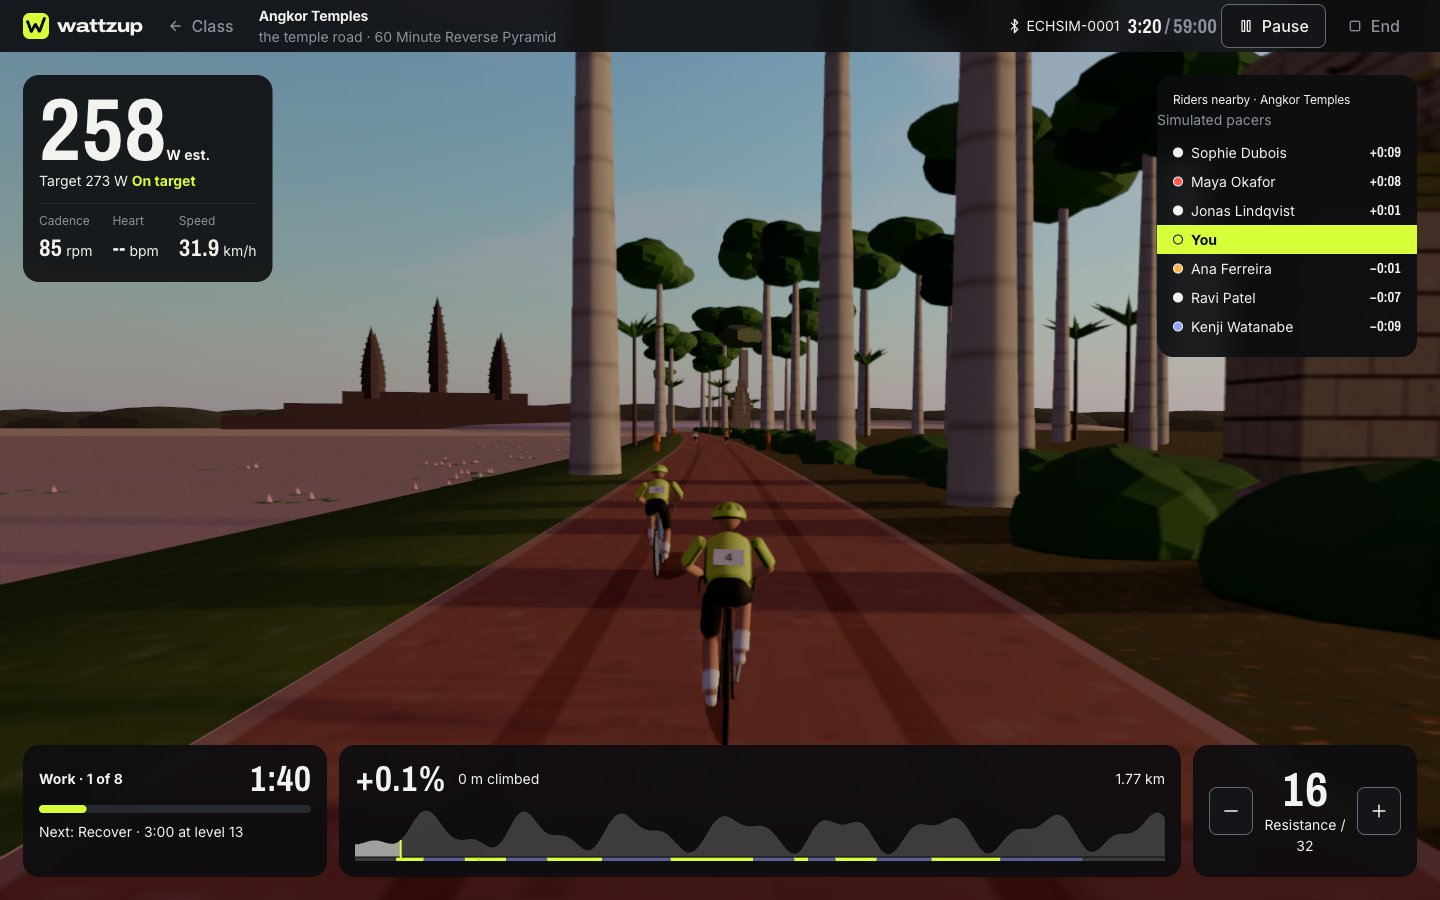 wattzup
Class
Angkor Temples
the temple road · 60 Minute Reverse Pyramid
ECHSIM-0001 3:20 / 59:00
Pause
End
258 W est.
Target 273 W On target
Cadence Heart Speed
85 rpm -- bpm 31.9 km/h
Riders nearby · Angkor Temples
Simulated pacers
Sophie Dubois +0:09
Maya Okafor +0:08
Jonas Lindqvist +0:01
You
Ana Ferreira −0:01
Ravi Patel −0:07
Kenji Watanabe −0:09
4
Work · 1 of 8 1:40
Next: Recover · 3:00 at level 13
+0.1% 0 m climbed 1.77 km
16
Resistance /
32